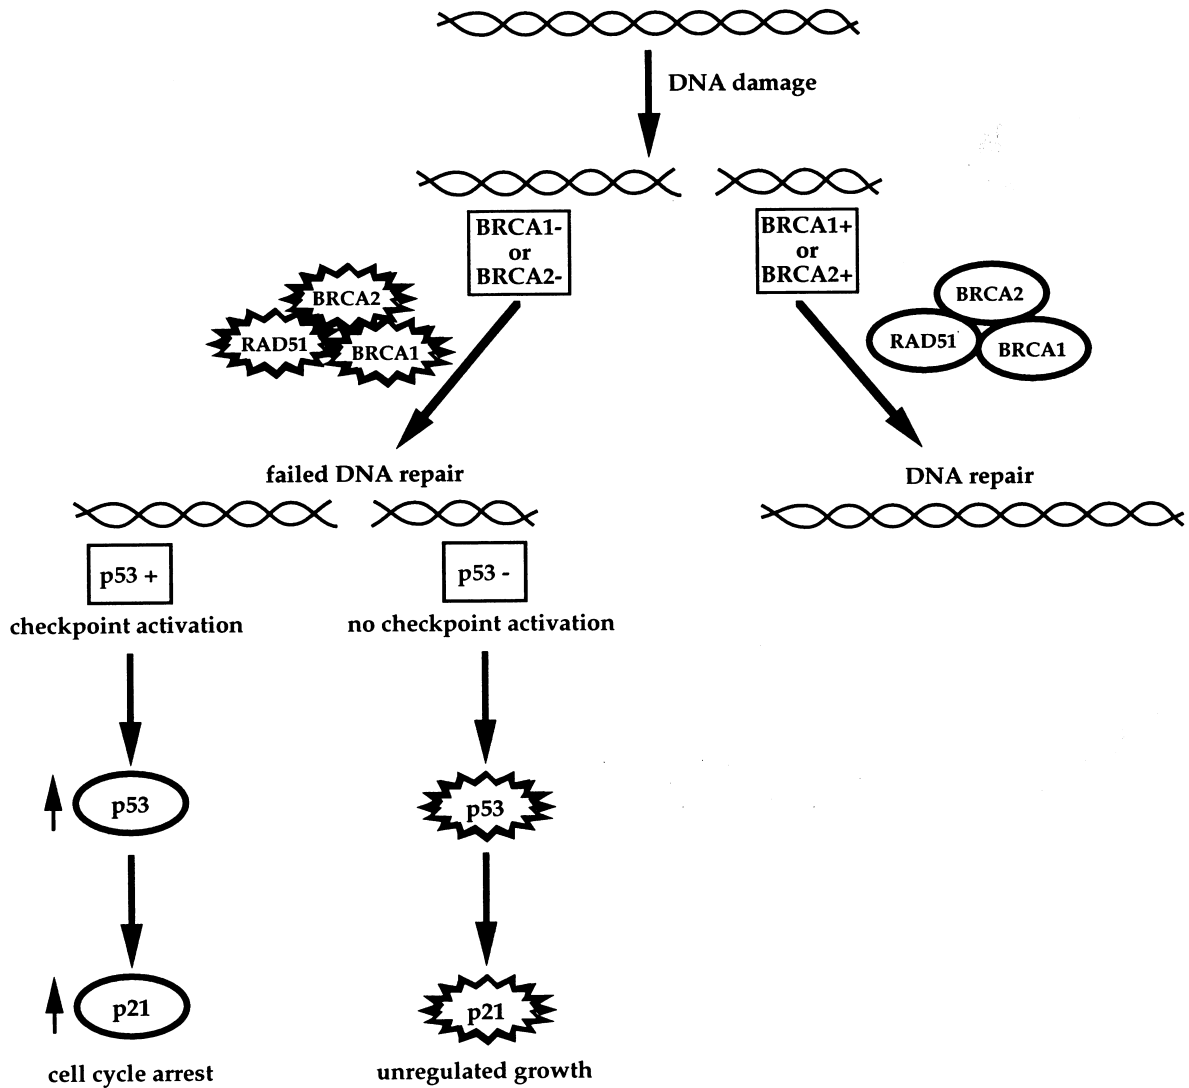 DNA damage
BRCA1-
or
BRCA2-
BRCA1+
or
BRCA2+
BRCA2
RAD51
BRCA1
BRCA2
RAD51
BRCA1
failed DNA repair
DNA repair
p53 +
p53 -
checkpoint activation
no checkpoint activation
p53
p53
p21
p21
cell cycle arrest
unregulated growth